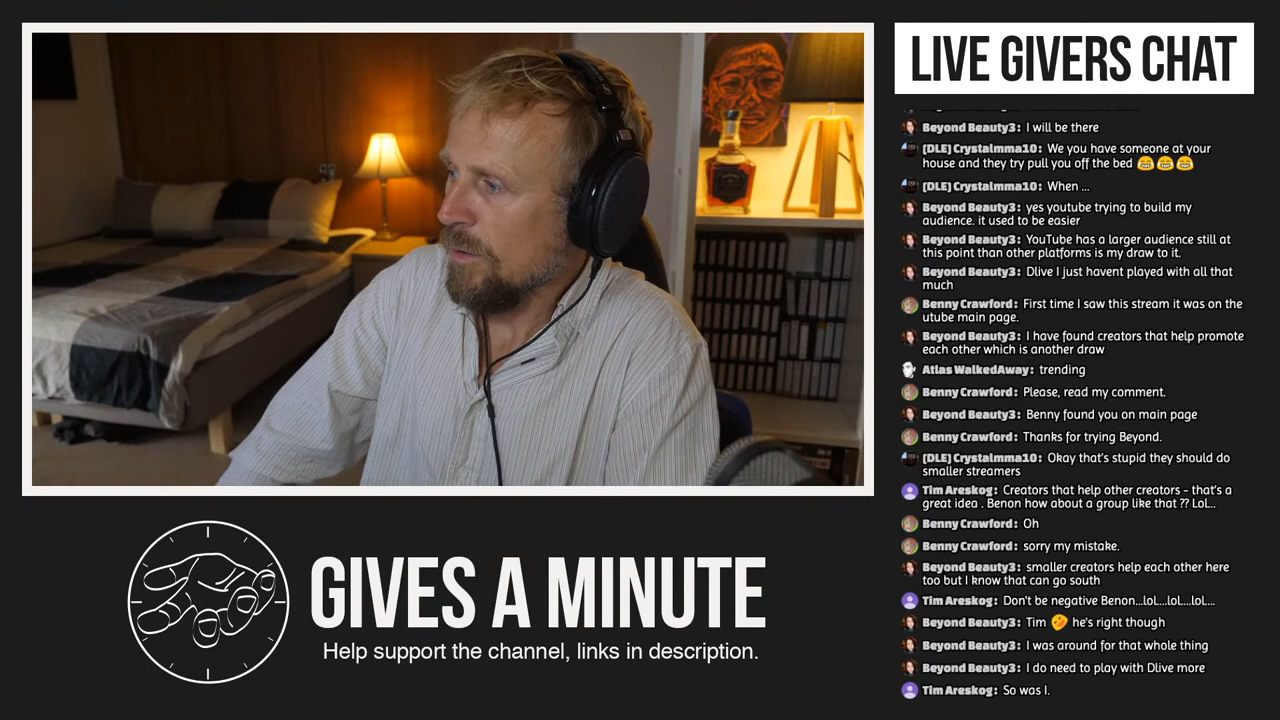 LIVE GIVERS CHAT
Beyond Beauty3: I will be there
[DLE] Crystalmma10: We you have someone at your
house and they try pull you off the bed 😂 😂 😂
[DLE] Crystalmma10: When ...
Beyond Beauty3: yes youtube trying to build my
audience. it used to be easier
Beyond Beauty3: YouTube has a larger audience still at
this point than other platforms is my draw to it.
Beyond Beauty3: Dlive I just havent played with all that
much
Benny Crawford: First time I saw this stream it was on the
utube main page.
Beyond Beauty3: I have found creators that help promote
each other which is another draw
Atlas WalkedAway: trending
Benny Crawford: Please, read my comment.
Beyond Beauty3: Benny found you on main page
Benny Crawford: Thanks for trying Beyond.
[DLE] Crystalmma10: Okay that's stupid they should do
smaller streamers
Tim Areskog: Creators that help other creators - that's a
great idea . Benon how about a group like that ?? LoL...
Benny Crawford: Oh
Benny Crawford: sorry my mistake.
Beyond Beauty3: smaller creators help each other here
too but I know that can go south
Tim Areskog: Don't be negative Benon...loL...loL...loL...
Beyond Beauty3: Tim he's right though
Beyond Beauty3: I was around for that whole thing
Beyond Beauty3: I do need to play with Dlive more
Tim Areskog: So was I.
GIVES A MINUTE
Help support the channel, links in description.